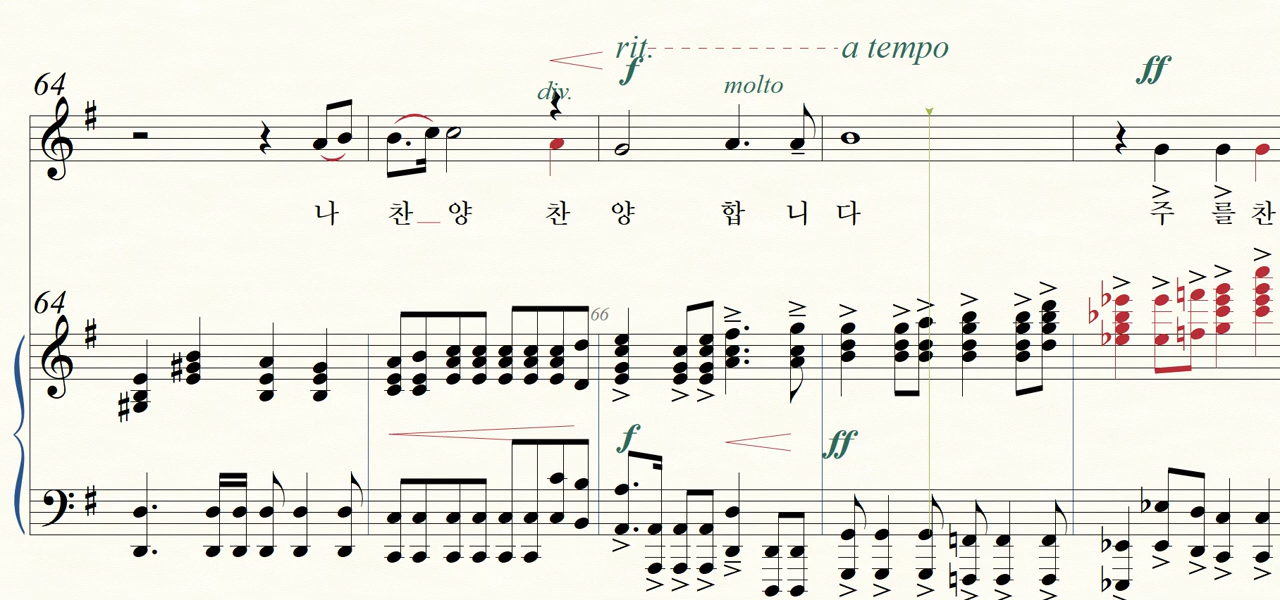 rit. a tempo
f ff
64 div. molto
나 찬 양 찬 양 합 니 다 주 를 찬
64
66
f ff